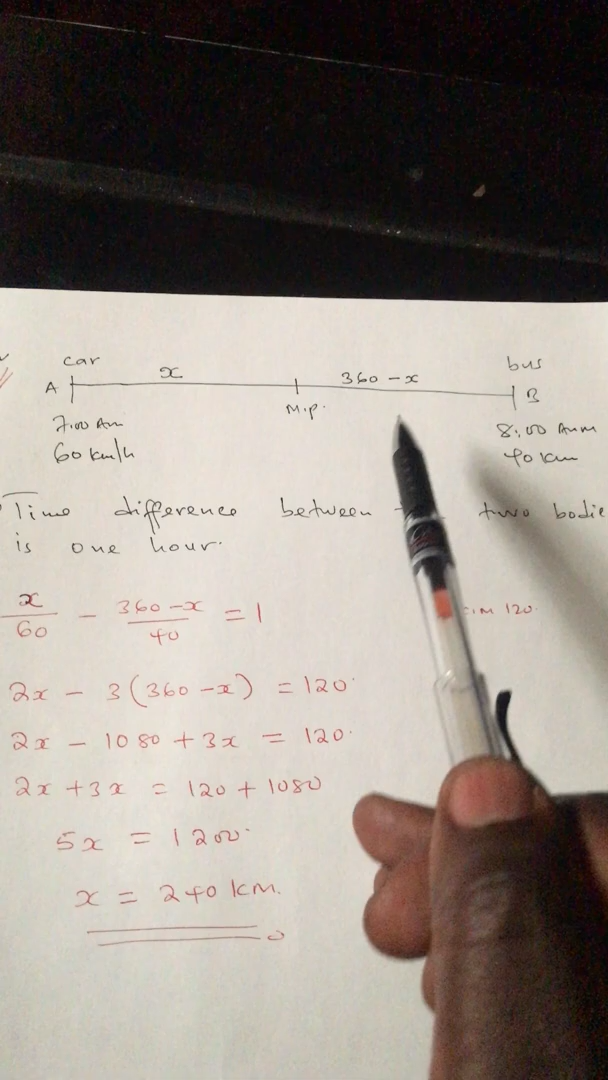 car
bus
x
360 - x
A
B
M.p.
7.00 Am
8.00 Amm
60 km/h
40 km
Time difference between two bodie
is one hour.
x/60 - 360-x/40 = 1
M 120.
2x - 3(360-x) = 120
2x - 1080 + 3x = 120.
2x + 3x = 120 + 1080
5x = 1200
x = 240 KM.